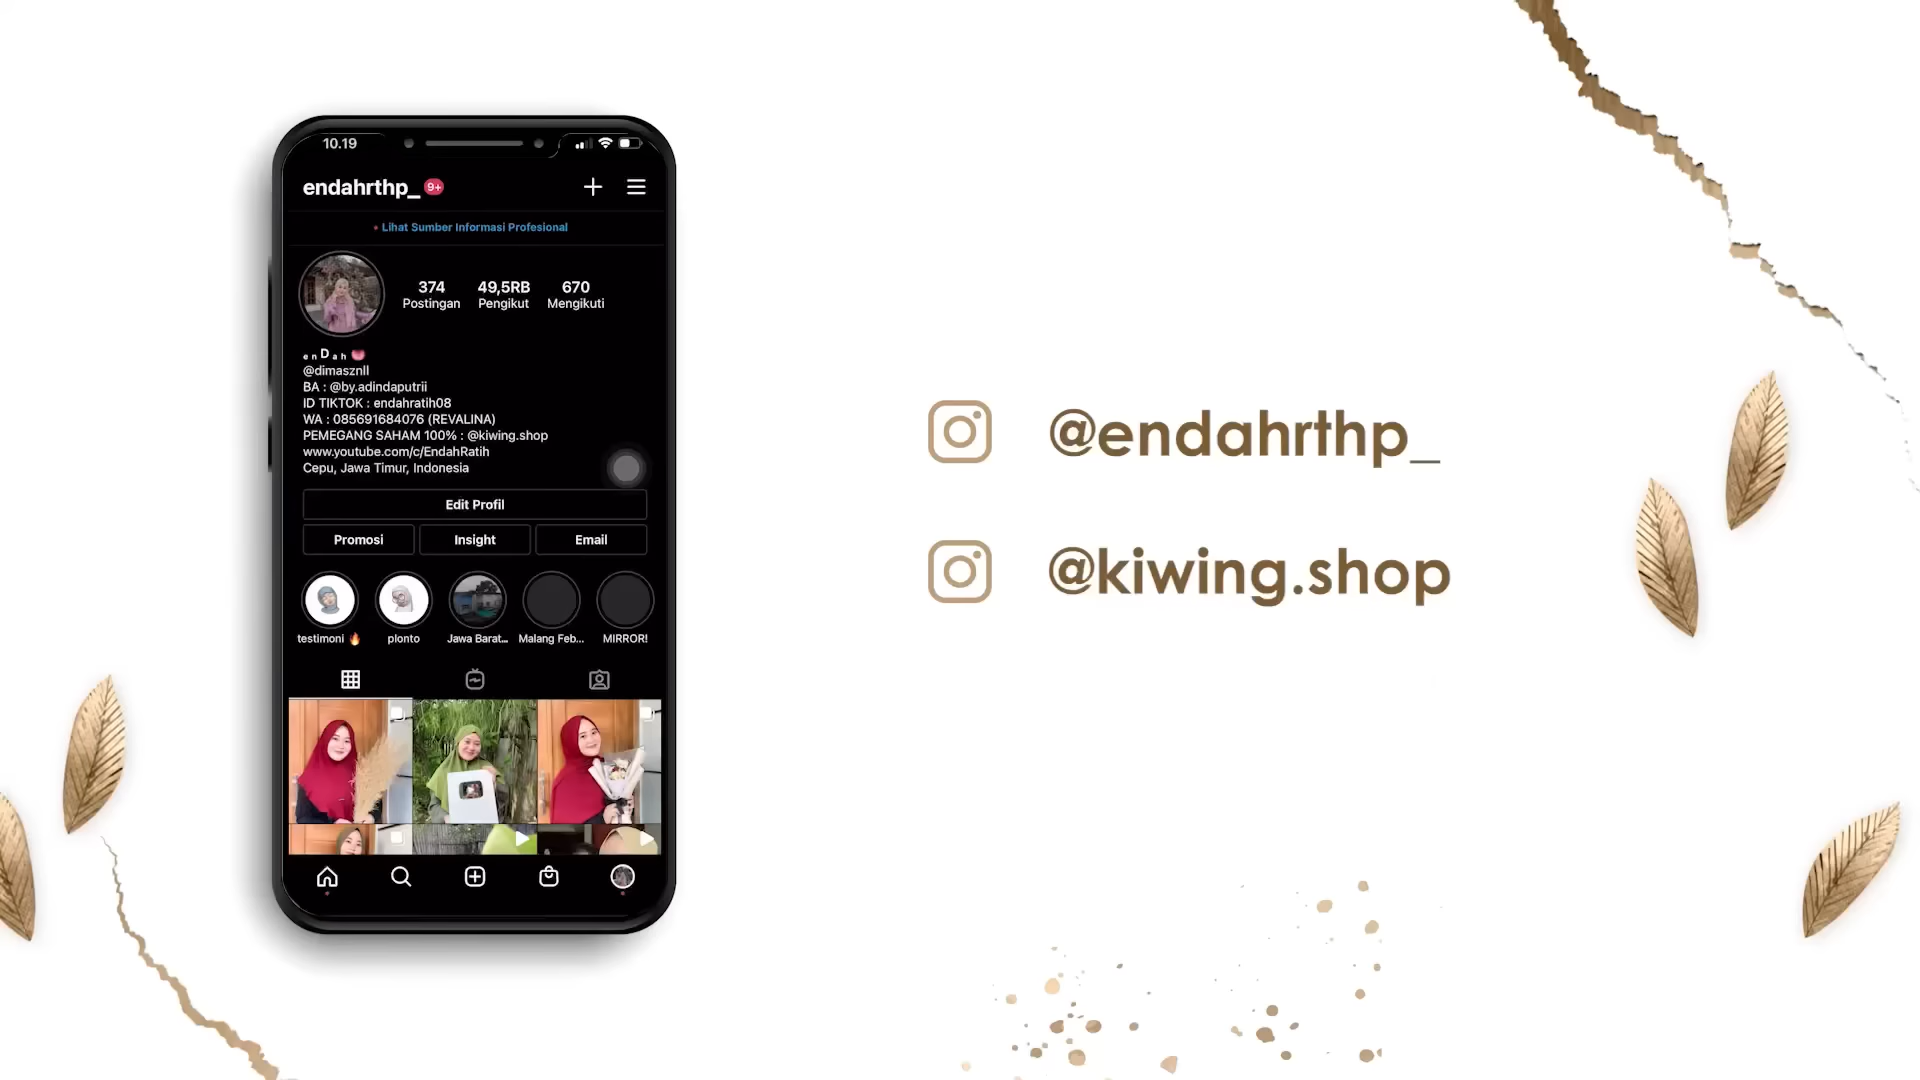 10.19
endahrthp_ 9+
Lihat Sumber Informasi Profesional
374 49,5RB 670
Postingan Pengikut Mengikuti
enDah
@dimasznll
BA : @by.adindaputrii
ID TIKTOK : endahratih08
WA : 085691684076 (REVALINA)
PEMEGANG SAHAM 100% : @kiwing.shop
www.youtube.com/c/EndahRatih
Cepu, Jawa Timur, Indonesia
Edit Profil
Promosi Insight Email
testimoni 🔥 plonto Jawa Barat... Malang Feb... MIRROR!
@endahrthp_
@kiwing.shop